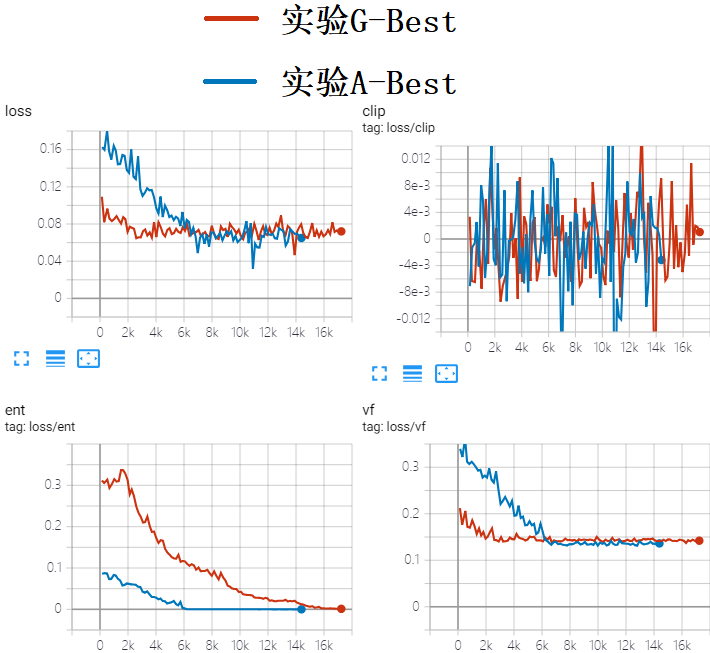 实验G-Best
实验A-Best
loss
0.16
0.12
0.08
0.04
0
0 2k 4k 6k 8k 10k 12k 14k 16k
clip
tag: loss/clip
0.012
8e-3
4e-3
0
-4e-3
-8e-3
-0.012
0 2k 4k 6k 8k 10k 12k 14k 16k
ent
tag: loss/ent
0.3
0.2
0.1
0
0 2k 4k 6k 8k 10k 12k 14k 16k
vf
tag: loss/vf
0.3
0.2
0.1
0
0 2k 4k 6k 8k 10k 12k 14k 16k